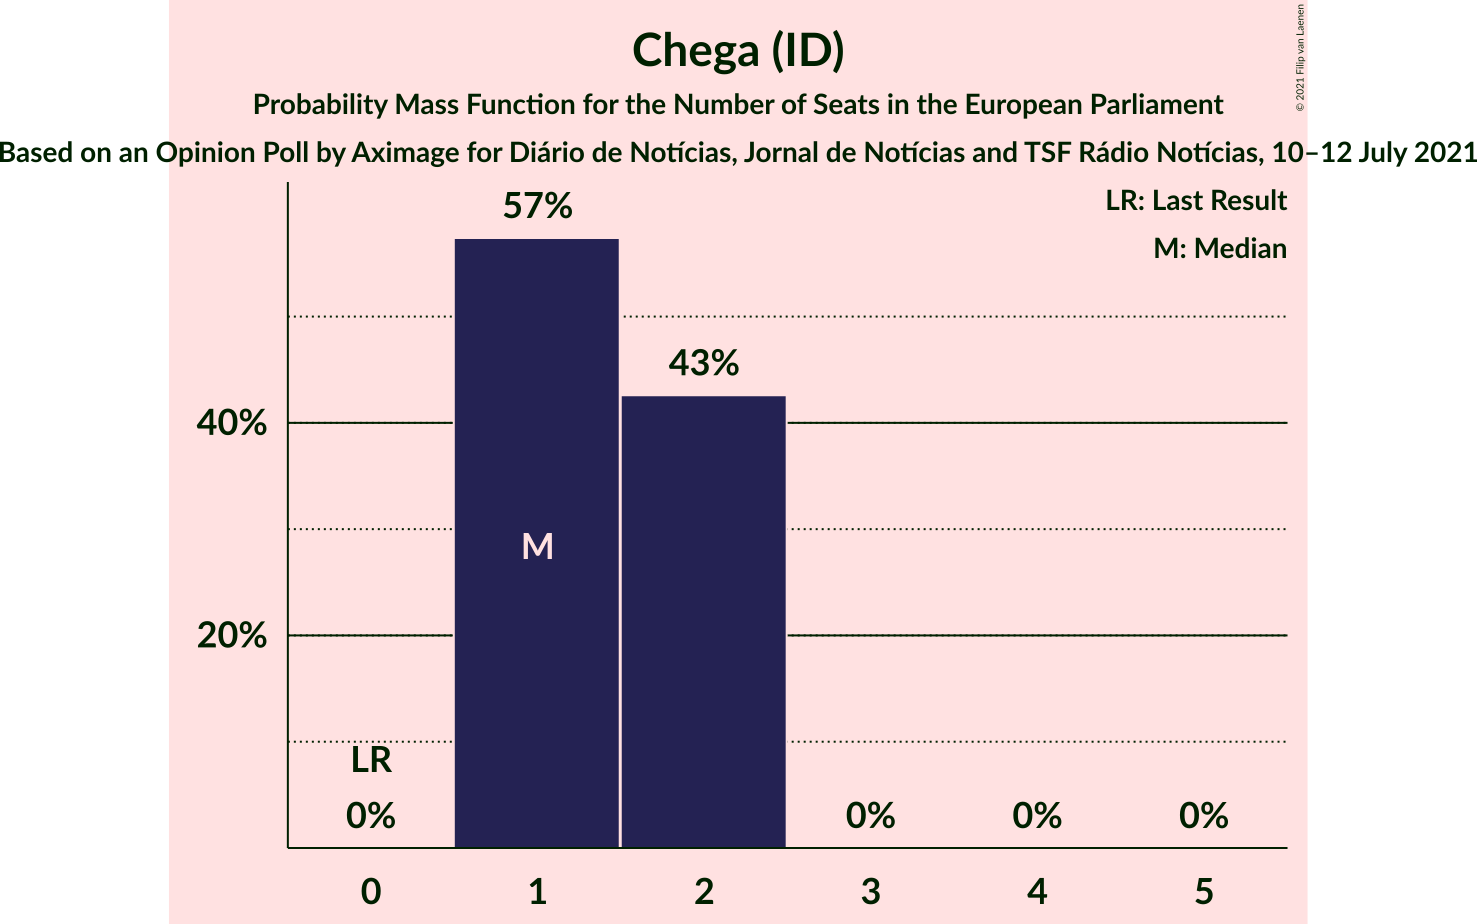 Chega (ID)
Probability Mass Function for the Number of Seats in the European Parliament
Based on an Opinion Poll by Aximage for Diário de Notícias, Jornal de Notícias and TSF Rádio Notícias, 10–12 July 2021
© 2021 Filip van Laenen
LR: Last Result
M: Median
57%
43%
40%
M
20%
LR
0%
0%
0%
0%
0
1
2
3
4
5